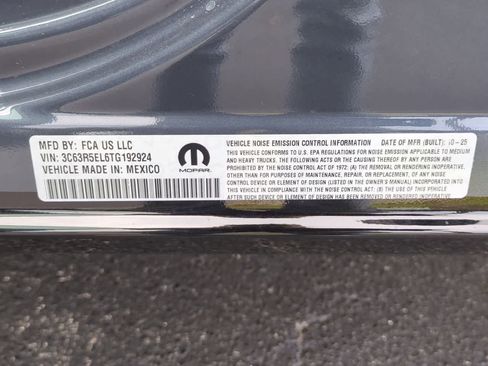 MFD BY: FCA US LLC
VIN: 3C63R5EL6TG192924
VEHICLE MADE IN: MEXICO
MOPAR
VEHICLE NOISE EMISSION CONTROL INFORMATION DATE OF MFR (BUILT): 10-25
THIS VEHICLE CONFORMS TO U.S. EPA REGULATIONS FOR NOISE EMISSION APPLICABLE TO MEDIUM
AND HEAVY TRUCKS. THE FOLLOWING ACTS OR THE CAUSING THEREOF BY ANY PERSON ARE
PROHIBITED BY THE NOISE CONTROL ACT OF 1972: (A) THE REMOVING OR RENDERING INOPERATIVE,
OTHER THAN FOR PURPOSES OF MAINTENANCE, REPAIR, OR REPLACEMENT, OF ANY NOISE
CONTROL DEVICE OR ELEMENT OF DESIGN (LISTED IN THE OWNER'S MANUAL) INCORPORATED INTO
THIS VEHICLE IN COMPLIANCE WITH THE NOISE CONTROL ACT: (B) THE USE OF THIS VEHICLE
AFTER SUCH DEVICE OR ELEMENT OF DESIGN HAS BEEN REMOVED OR RENDERED INOPERATIVE